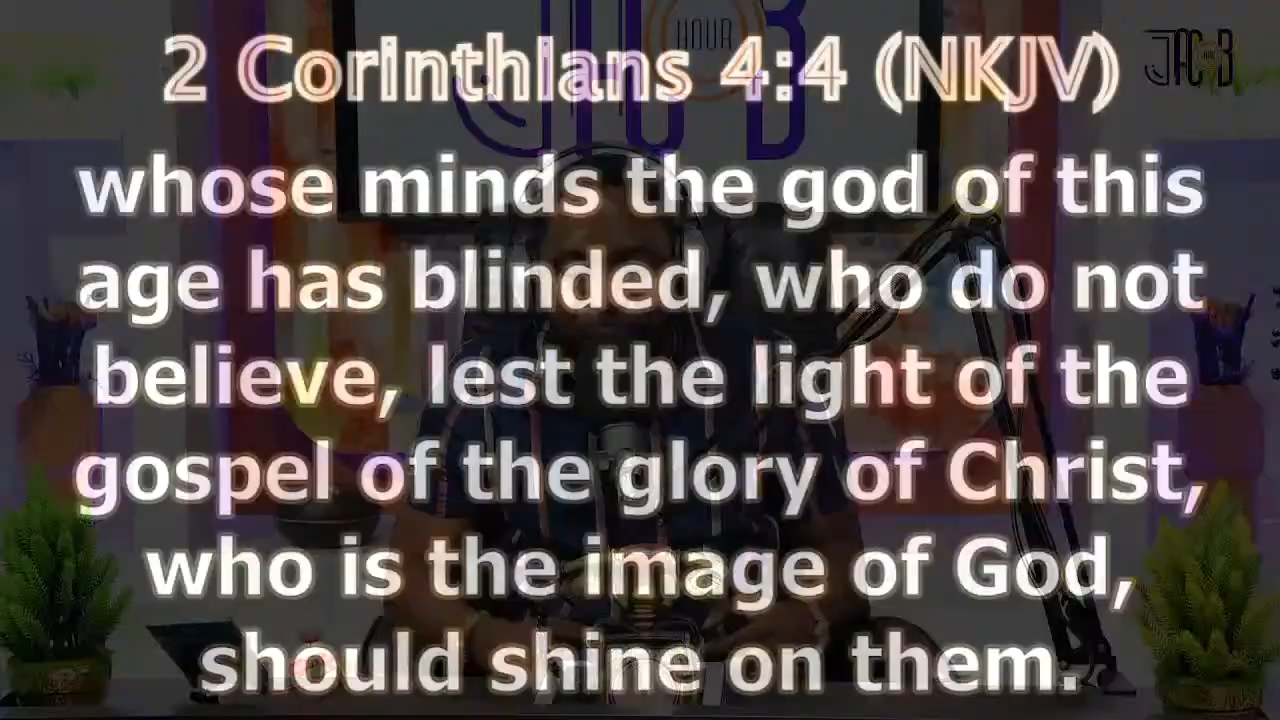 2 Corinthians 4:4 (NKJV)
whose minds the god of this
age has blinded, who do not
believe, lest the light of the
gospel of the glory of Christ,
who is the image of God,
should shine on them.
HOUR